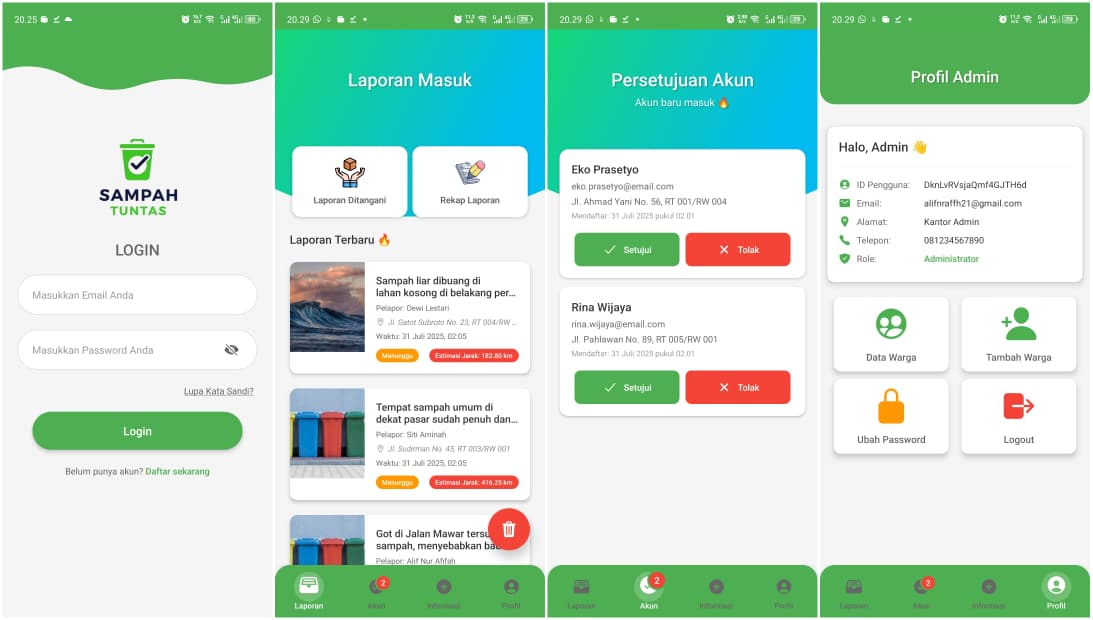 20.25
SAMPAH
TUNTAS
LOGIN
Masukkan Email Anda
Masukkan Password Anda
Lupa Kata Sandi?
Login
Belum punya akun? Daftar sekarang
20.29
Laporan Masuk
Laporan Ditangani
Rekap Laporan
Laporan Terbaru 🔥
Sampah liar dibuang di
lahan kosong di belakang per...
Pelapor: Dewi Lestari
Jl. Gatot Subroto No. 23, RT 004/RW ...
Waktu: 31 Juli 2025, 02:05
Menunggu
Estimasi Jarak: 182.80 km
Tempat sampah umum di
dekat pasar sudah penuh dan...
Pelapor: Siti Aminah
Jl. Sudirman No. 45, RT 003/RW 001
Waktu: 31 Juli 2025, 02:05
Menunggu
Estimasi Jarak: 416.25 km
Got di Jalan Mawar
sampah, menyebabkan
Pelapor: Alif Nur Afifah
Laporan
2
Akun
Informasi
Profil
20.29
Persetujuan Akun
Akun baru masuk 🔥
Eko Prasetyo
eko.prasetyo@email.com
Jl. Ahmad Yani No. 56, RT 001/RW 004
Mendaftar: 31 Juli 2025 pukul 02.01
Setujui
Tolak
Rina Wijaya
rina.wijaya@email.com
Jl. Pahlawan No. 89, RT 005/RW 001
Mendaftar: 31 Juli 2025 pukul 02.01
Setujui
Tolak
Laporan
2
Akun
Informasi
Profil
20.29
Profil Admin
Halo, Admin 👋
ID Pengguna: DknLvRVsjaQmf4GJTH6d
Email: alifnraffh21@gmail.com
Alamat: Kantor Admin
Telepon: 081234567890
Role: Administrator
Data Warga
Tambah Warga
Ubah Password
Logout
Laporan
2
Akun
Informasi
Profil